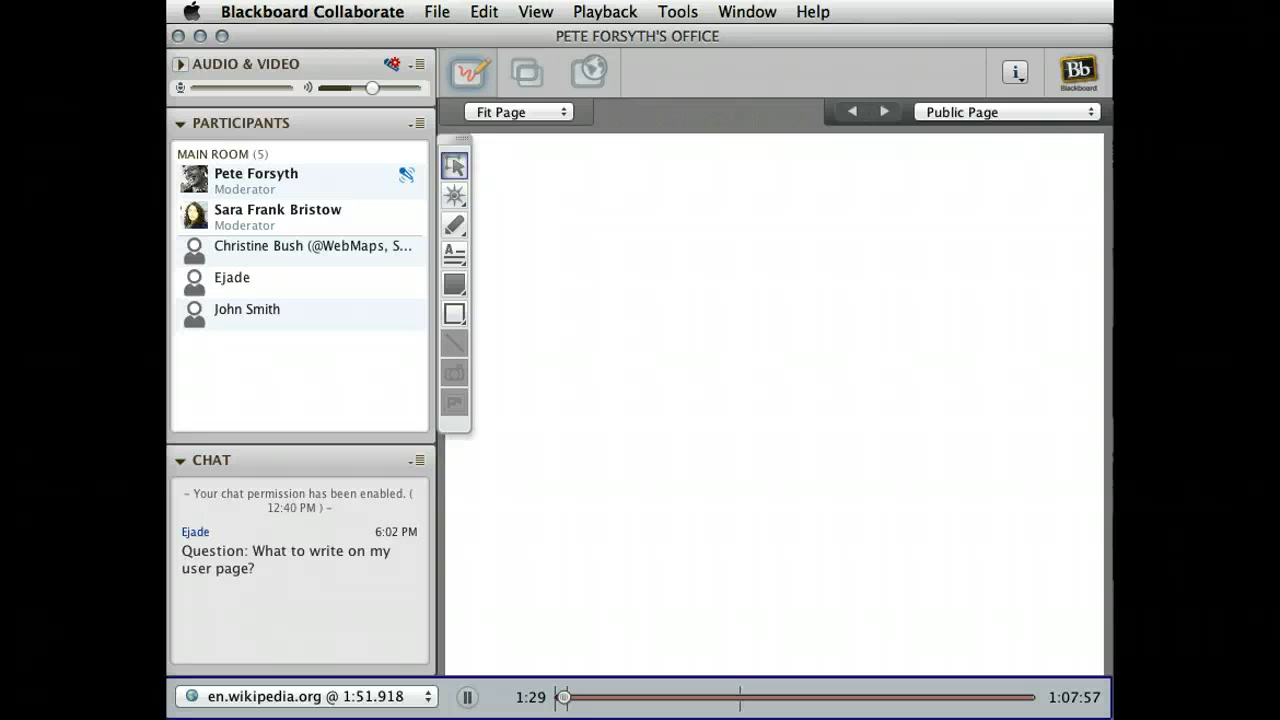 Blackboard Collaborate File Edit View Playback Tools Window Help
PETE FORSYTH'S OFFICE
AUDIO & VIDEO
Bb
Blackboard
Fit Page
Public Page
PARTICIPANTS
MAIN ROOM (5)
Pete Forsyth
Moderator
Sara Frank Bristow
Moderator
Christine Bush (@WebMaps, S...
Ejade
John Smith
CHAT
– Your chat permission has been enabled. (
12:40 PM ) –
Ejade 6:02 PM
Question: What to write on my
user page?
en.wikipedia.org @ 1:51.918 1:29 1:07:57